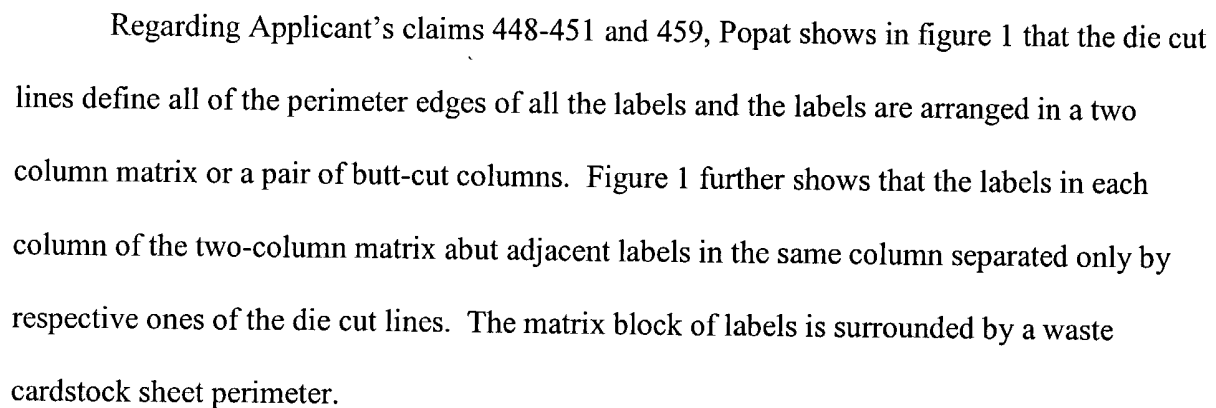 Regarding Applicant's claims 448-451 and 459, Popat shows in figure 1 that the die cut
lines define all of the perimeter edges of all the labels and the labels are arranged in a two
column matrix or a pair of butt-cut columns.  Figure 1 further shows that the labels in each
column of the two-column matrix abut adjacent labels in the same column separated only by
respective ones of the die cut lines.  The matrix block of labels is surrounded by a waste
cardstock sheet perimeter.